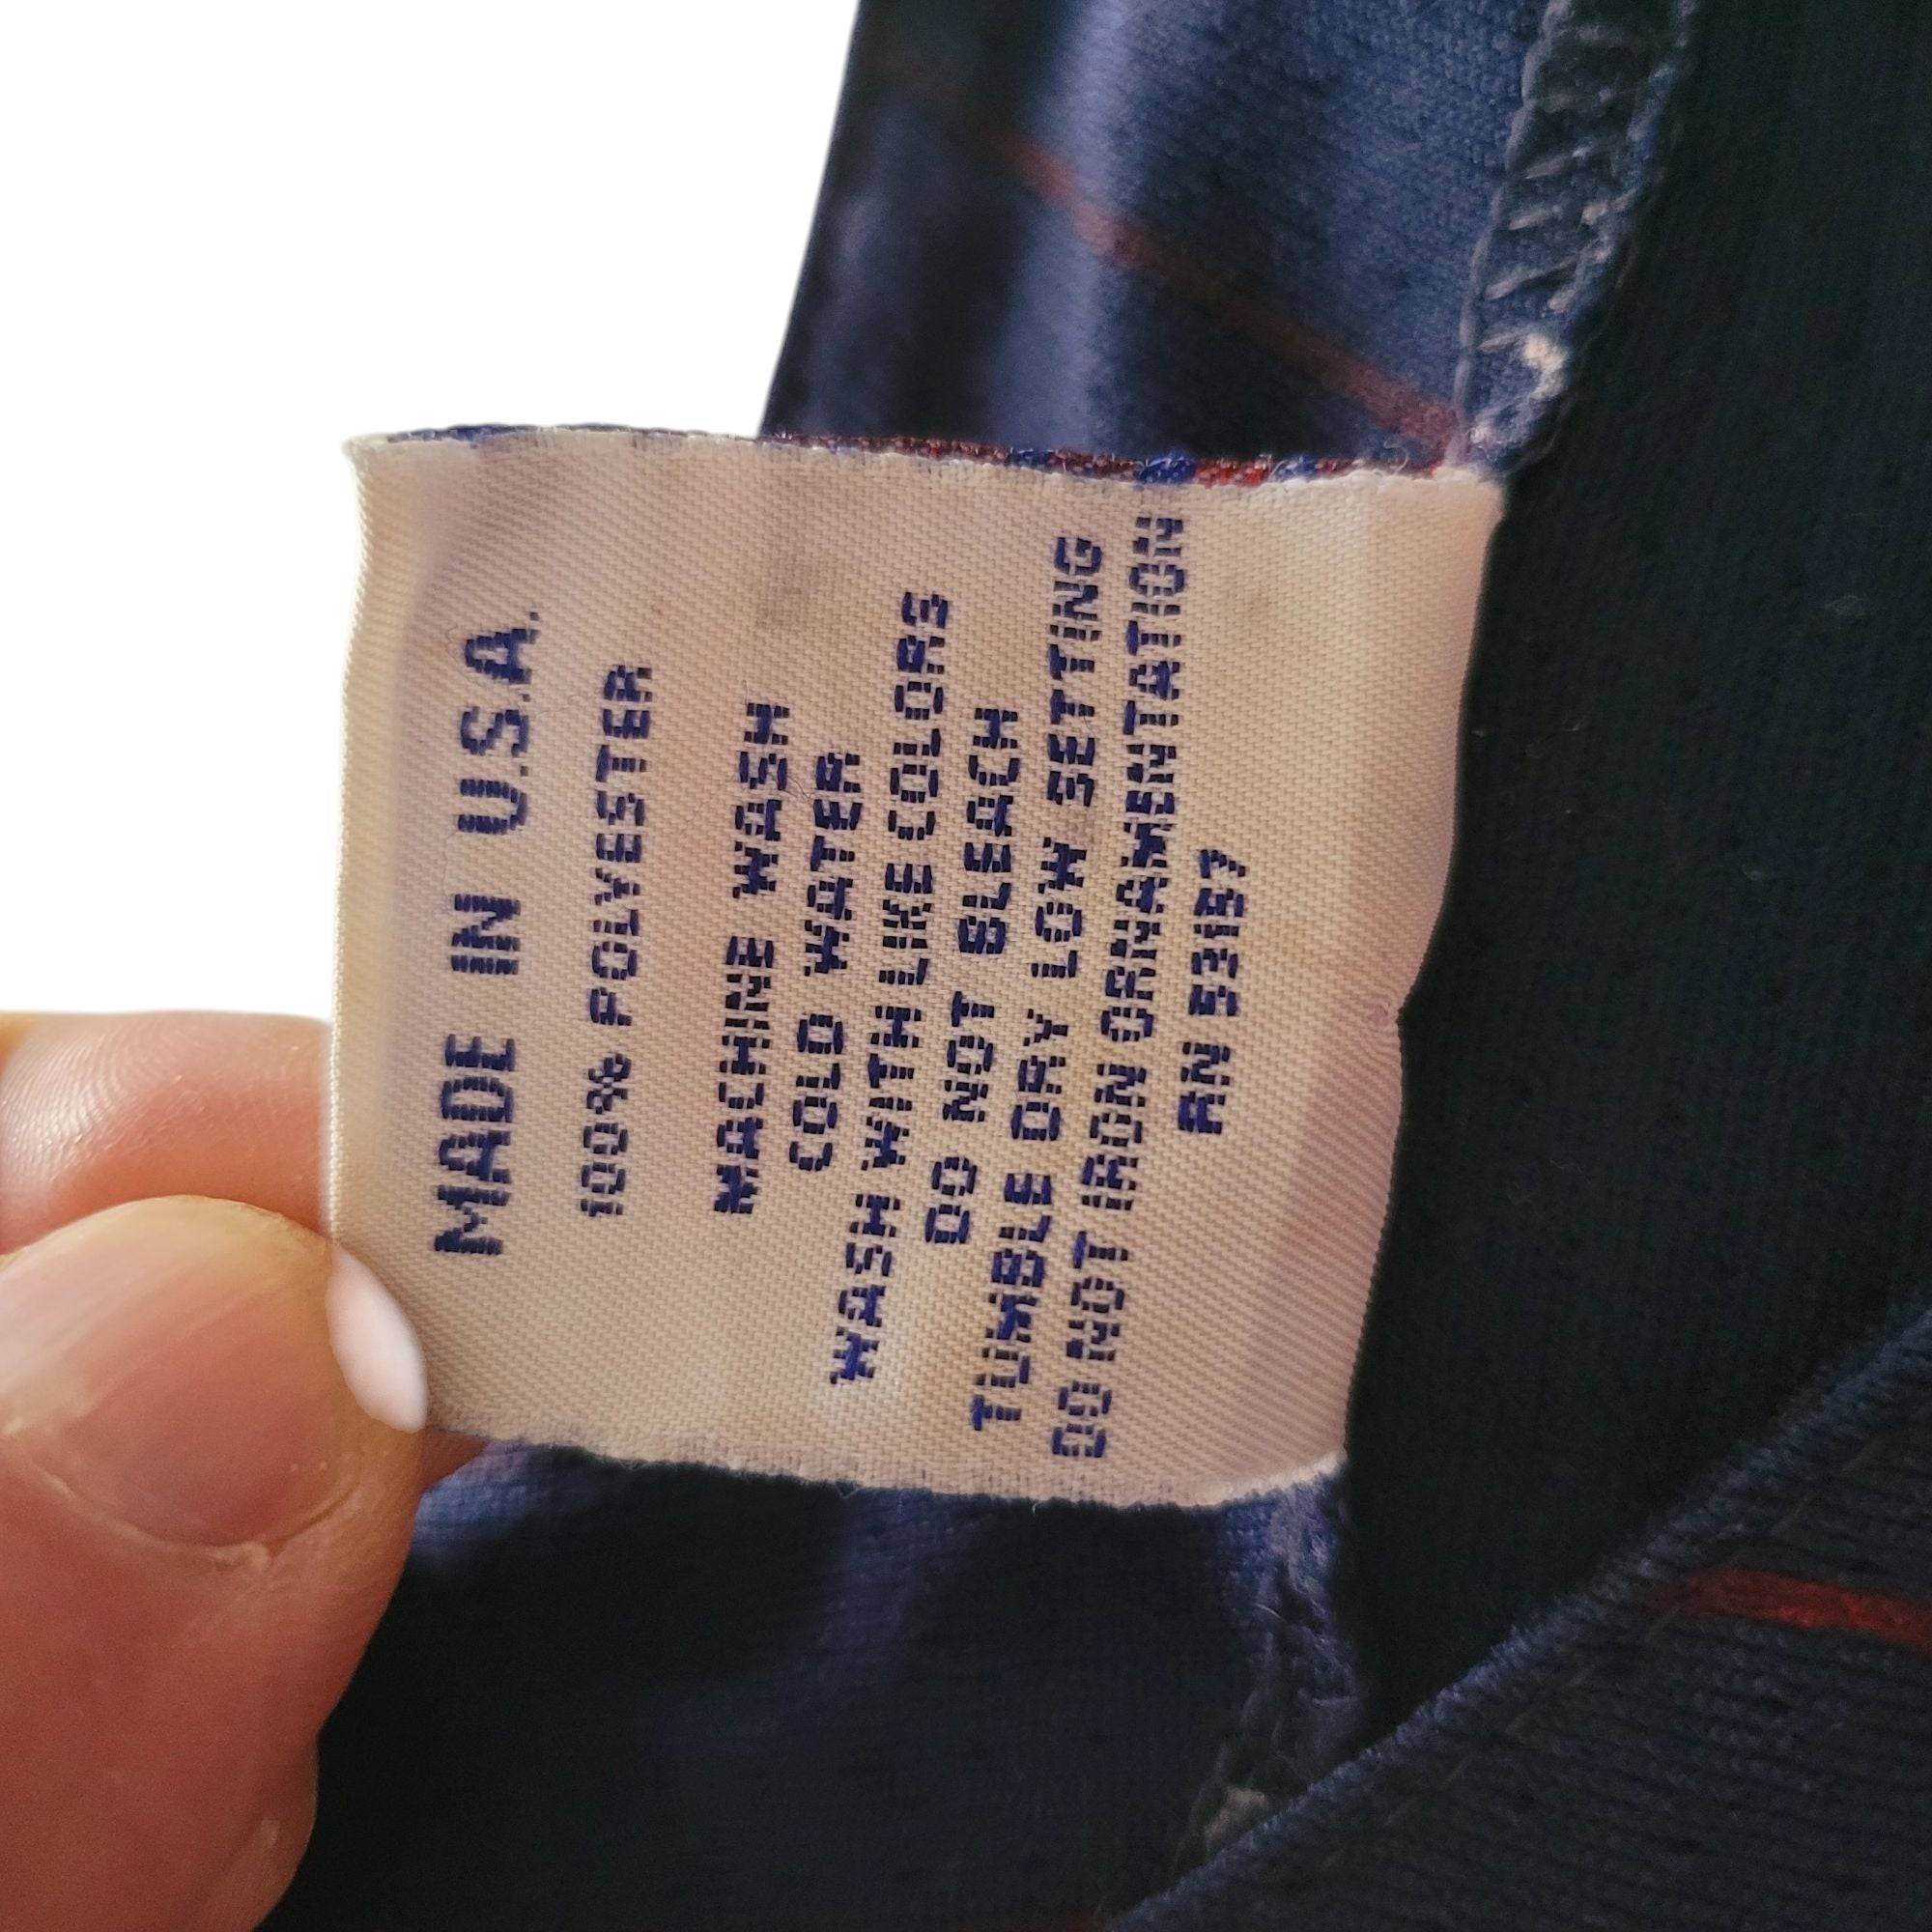 MADE IN U.S.A.
100% POLYESTER
MACHINE WASH
COLD WATER
WASH WITH LIKE COLORS
DO NOT BLEACH
TUMBLE DRY LOW SETTING
DO NOT IRON ORNAMENTATION
RN 53157